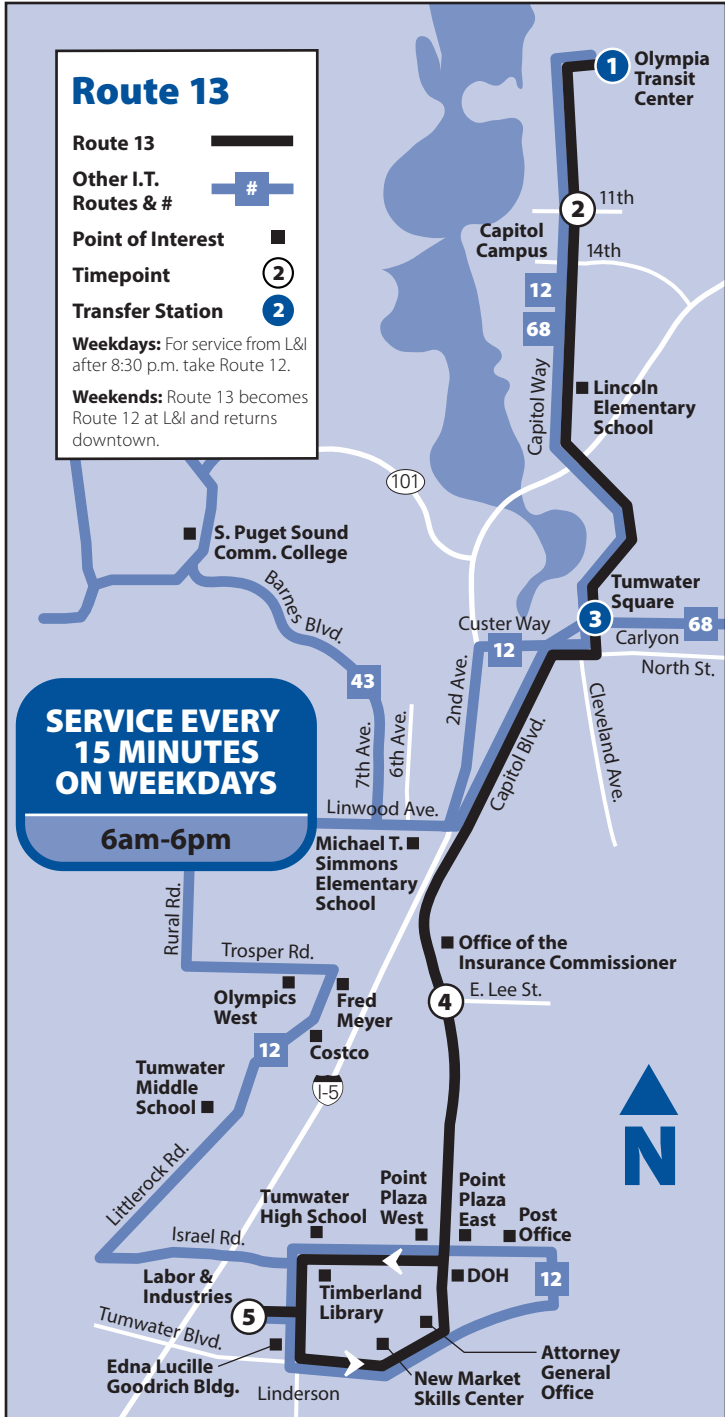 Route 13
Route 13
Other I.T.
Routes & #
#
Point of Interest
Timepoint
2
Transfer Station
2
Weekdays: For service from L&I
after 8:30 p.m. take Route 12.
Weekends: Route 13 becomes
Route 12 at L&I and returns
downtown.
1
Olympia
Transit
Center
2
11th
Capitol
Campus
14th
12
68
Capitol Way
Lincoln
Elementary
School
101
S. Puget Sound
Comm. College
Barnes Blvd.
Tumwater
Square
3
Custer Way
12
68
Carlyon
North St.
43
2nd Ave.
7th Ave.
6th Ave.
Capitol Blvd.
Cleveland Ave.
SERVICE EVERY
15 MINUTES
ON WEEKDAYS
6am-6pm
Linwood Ave.
Michael T.
Simmons
Elementary
School
Rural Rd.
Trosper Rd.
Office of the
Insurance Commissioner
4
E. Lee St.
Olympics
West
Fred
Meyer
12
Costco
Tumwater
Middle
School
I-5
N
Littlerock Rd.
Tumwater
High School
Point
Plaza
West
Point
Plaza
East
Post
Office
Israel Rd.
Labor &
Industries
5
Timberland
Library
DOH
12
Tumwater Blvd.
Edna Lucille
Goodrich Bldg.
Linderson
New Market
Skills Center
Attorney
General
Office